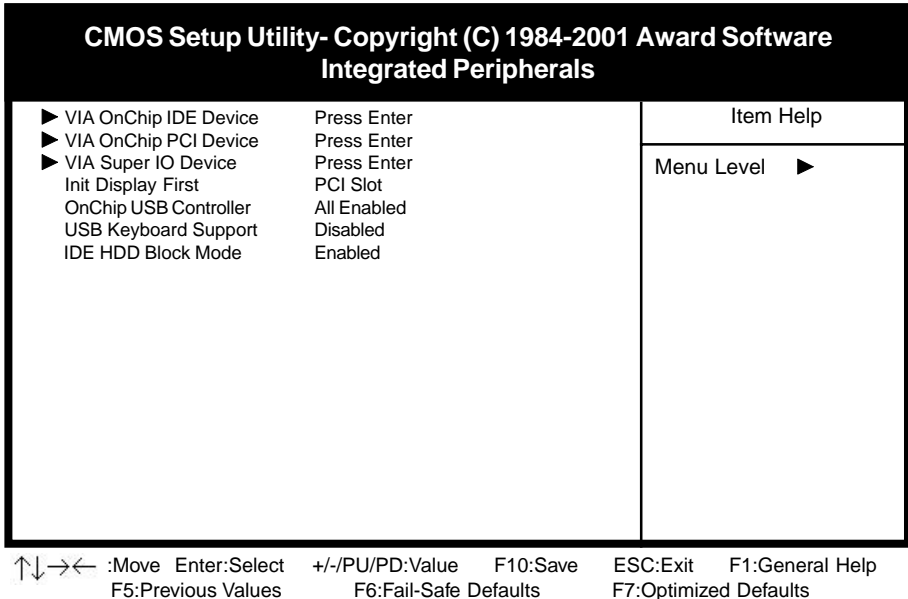 CMOS Setup Utility- Copyright (C) 1984-2001 Award Software
Integrated Peripherals
▶ VIA OnChip IDE Device Press Enter
▶ VIA OnChip PCI Device Press Enter
▶ VIA Super IO Device Press Enter
Init Display First PCI Slot
OnChip USB Controller All Enabled
USB Keyboard Support Disabled
IDE HDD Block Mode Enabled
Item Help
Menu Level ▶
↑↓→← :Move Enter:Select +/-/PU/PD:Value F10:Save ESC:Exit F1:General Help
F5:Previous Values F6:Fail-Safe Defaults F7:Optimized Defaults